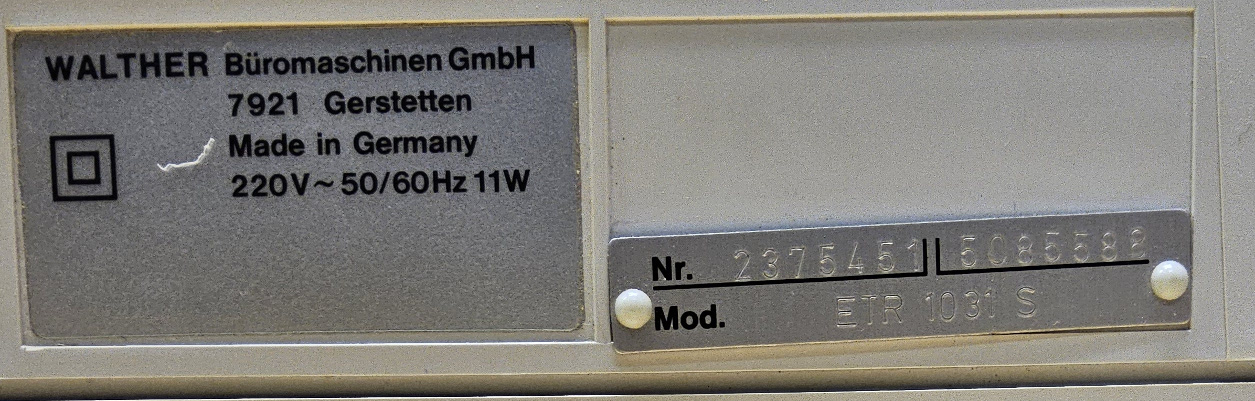 WALTHER Büromaschinen GmbH
7921 Gerstetten
Made in Germany
220V~50/60Hz 11W
Nr. 2375451 5085588
Mod. ETR 1031 S